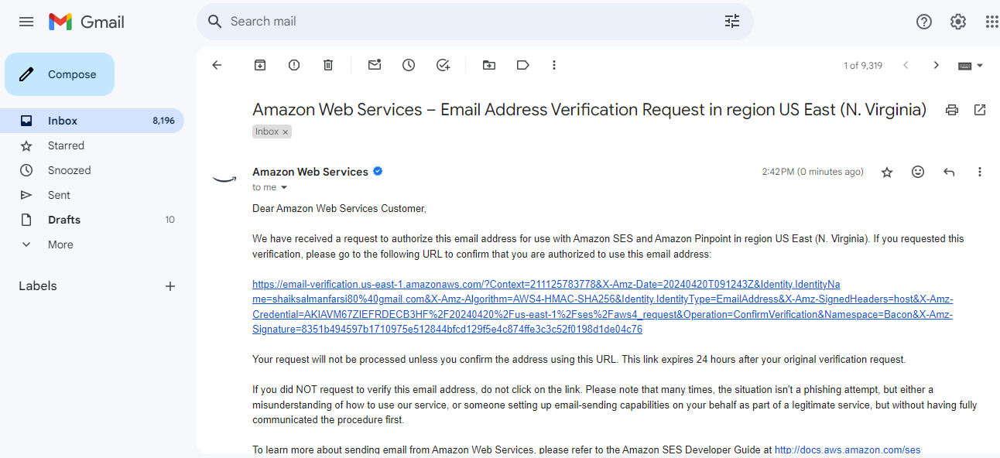 Gmail
Search mail
Compose
1 of 9,319
Inbox 8,196
Starred
Snoozed
Sent
Drafts 10
More
Labels
Amazon Web Services – Email Address Verification Request in region US East (N. Virginia)
Inbox x
Amazon Web Services
2:42 PM (0 minutes ago)
to me
Dear Amazon Web Services Customer,
We have received a request to authorize this email address for use with Amazon SES and Amazon Pinpoint in region US East (N. Virginia). If you requested this
verification, please go to the following URL to confirm that you are authorized to use this email address:
https://email-verification.us-east-1.amazonaws.com/?Context=211125783778&X-Amz-Date=20240420T091243Z&Identity.IdentityNa
me=shaiksalmanfarsi80%40gmail.com&X-Amz-Algorithm=AWS4-HMAC-SHA256&Identity.IdentityType=EmailAddress&X-Amz-SignedHeaders=host&X-Amz-
Credential=AKIAVM67ZIEFRDECB3HF%2F20240420%2Fus-east-1%2Fses%2Faws4_request&Operation=ConfirmVerification&Namespace=Bacon&X-Amz-
Signature=8351b494597b1710975e512844bfcd129f5e4c874ffe3c3c52f0198d1de04c76
Your request will not be processed unless you confirm the address using this URL. This link expires 24 hours after your original verification request.
If you did NOT request to verify this email address, do not click on the link. Please note that many times, the situation isn't a phishing attempt, but either a
misunderstanding of how to use our service, or someone setting up email-sending capabilities on your behalf as part of a legitimate service, but without having fully
communicated the procedure first.
To learn more about sending email from Amazon Web Services, please refer to the Amazon SES Developer Guide at http://docs.aws.amazon.com/ses